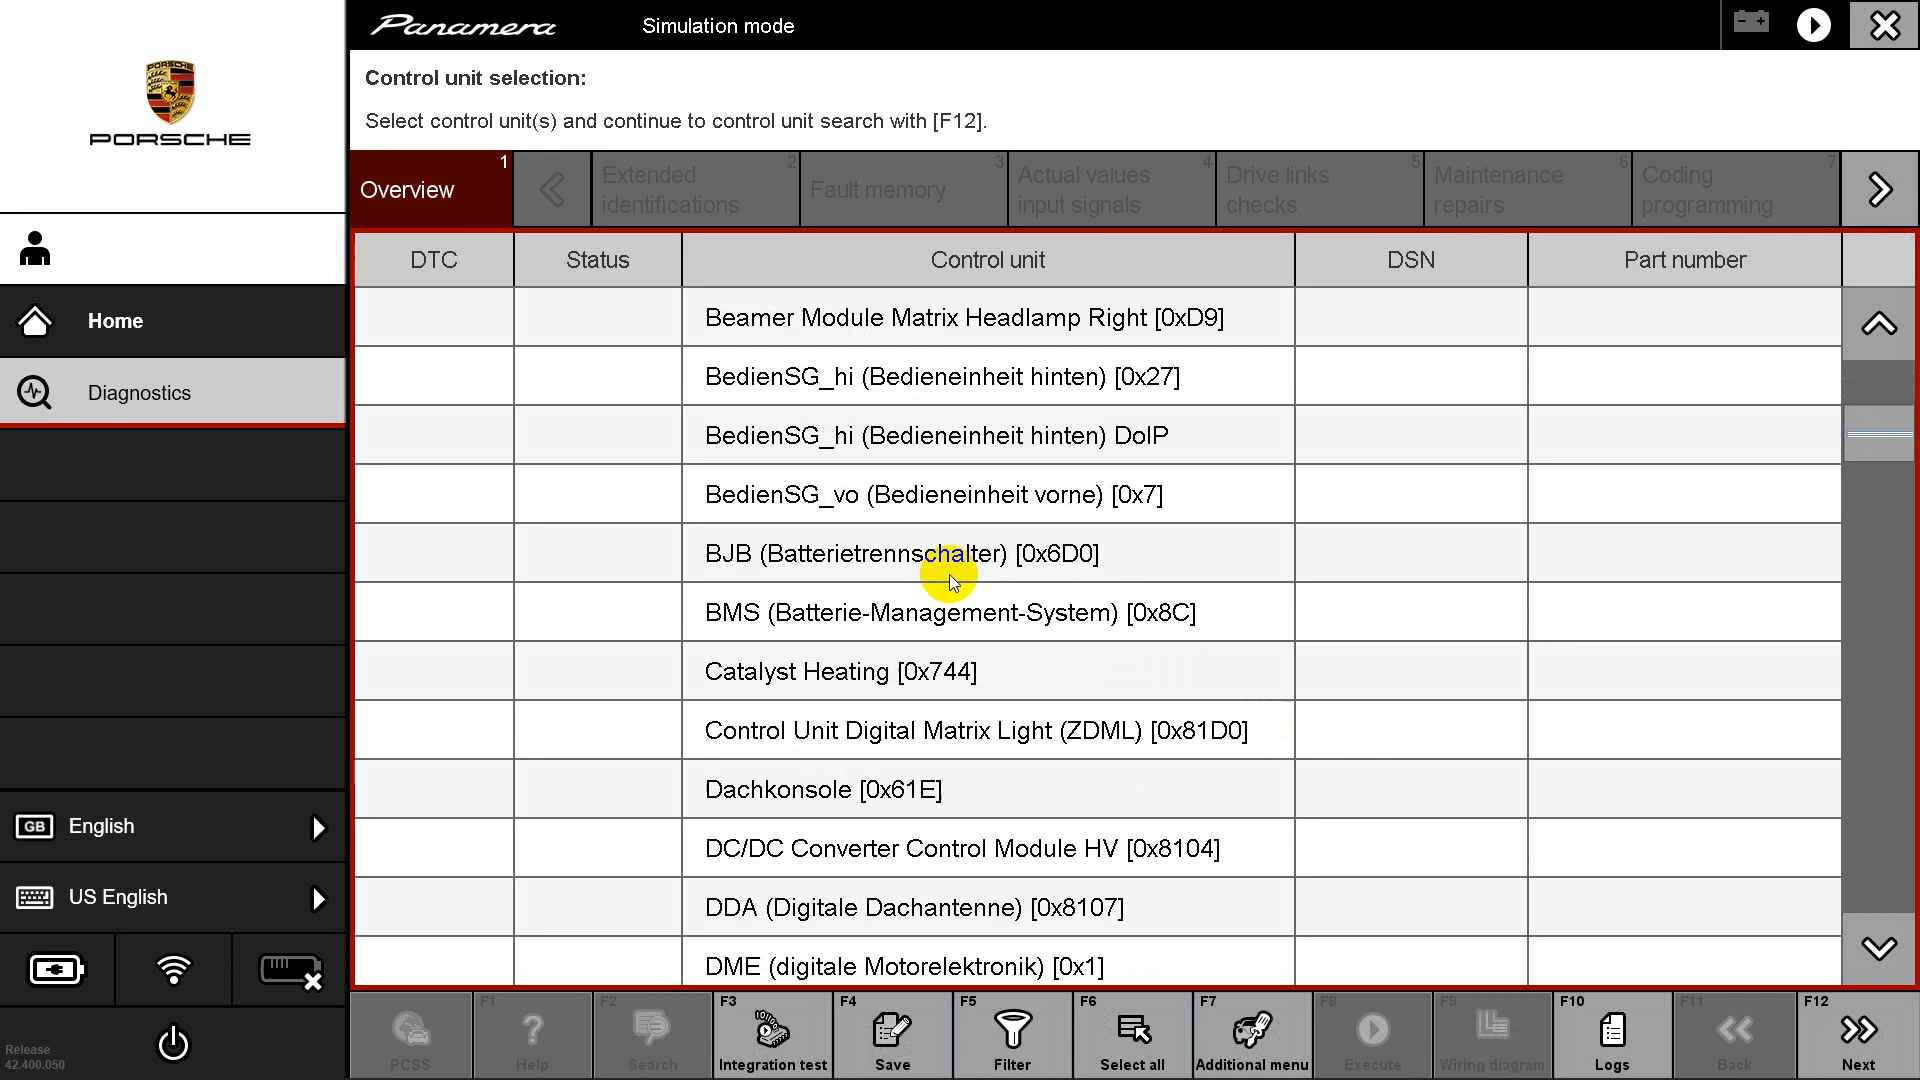 Panamera
Simulation mode
PORSCHE
PORSCHE
Control unit selection:
Select control unit(s) and continue to control unit search with [F12].
Overview 1
Extended identifications 2
Fault memory 3
Actual values input signals 4
Drive links checks 5
Maintenance repairs 6
Coding programming 7
Home
Diagnostics
DTC Status Control unit DSN Part number
Beamer Module Matrix Headlamp Right [0xD9]
BedienSG_hi (Bedieneinheit hinten) [0x27]
BedienSG_hi (Bedieneinheit hinten) DoIP
BedienSG_vo (Bedieneinheit vorne) [0x7]
BJB (Batterietrennschalter) [0x6D0]
BMS (Batterie-Management-System) [0x8C]
Catalyst Heating [0x744]
Control Unit Digital Matrix Light (ZDML) [0x81D0]
Dachkonsole [0x61E]
DC/DC Converter Control Module HV [0x8104]
DDA (Digitale Dachantenne) [0x8107]
DME (digitale Motorelektronik) [0x1]
GB English
US English
Release
42.400.050
PCSS
F1 Help
F2 Search
F3 Integration test
F4 Save
F5 Filter
F6 Select all
F7 Additional menu
F8 Execute
F9 Wiring diagram
F10 Logs
F11 Back
F12 Next